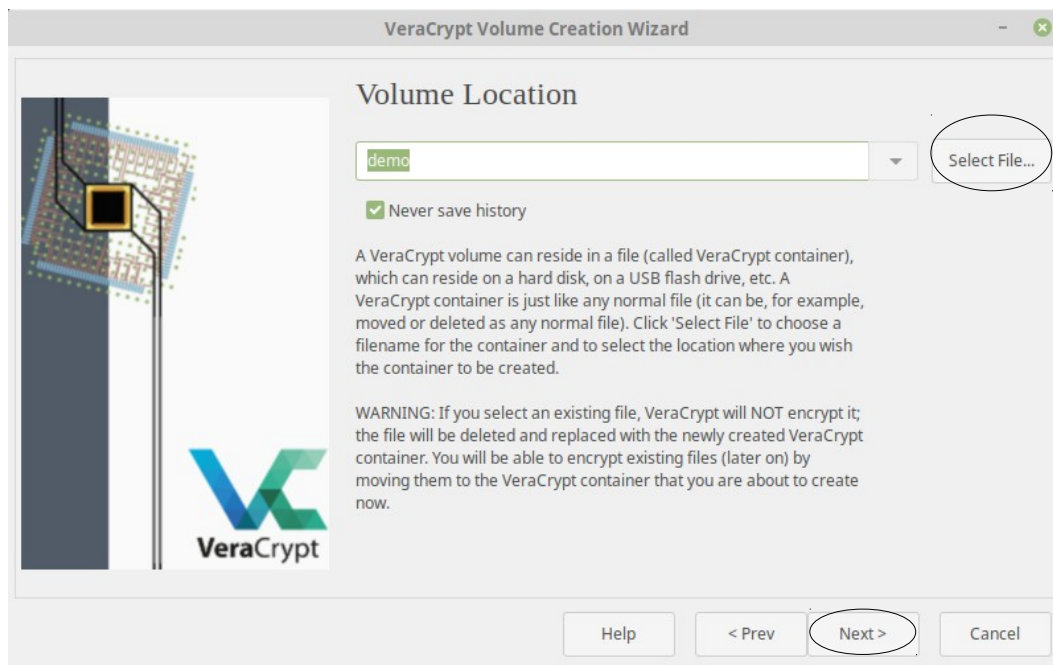 VeraCrypt Volume Creation Wizard
Volume Location
demo
Select File...
Never save history
A VeraCrypt volume can reside in a file (called VeraCrypt container),
which can reside on a hard disk, on a USB flash drive, etc. A
VeraCrypt container is just like any normal file (it can be, for example,
moved or deleted as any normal file). Click 'Select File' to choose a
filename for the container and to select the location where you wish
the container to be created.
WARNING: If you select an existing file, VeraCrypt will NOT encrypt it;
the file will be deleted and replaced with the newly created VeraCrypt
container. You will be able to encrypt existing files (later on) by
moving them to the VeraCrypt container that you are about to create
now.
VeraCrypt
Help
< Prev
Next >
Cancel